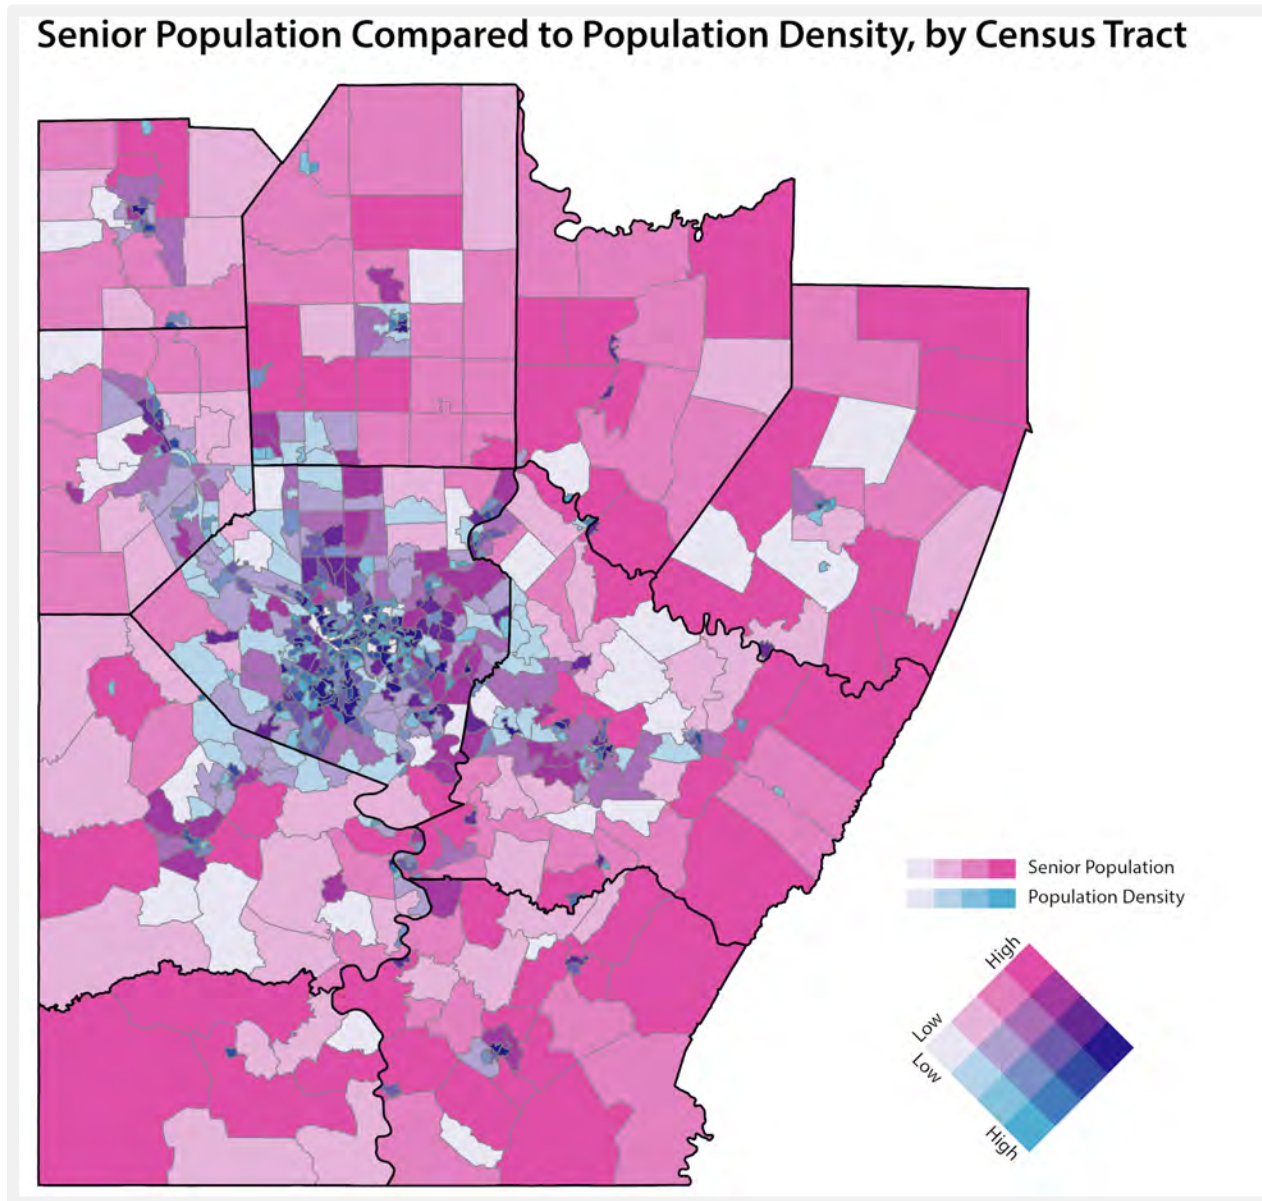 Senior Population Compared to Population Density, by Census Tract
Senior Population
Population Density
High
Low
Low
High